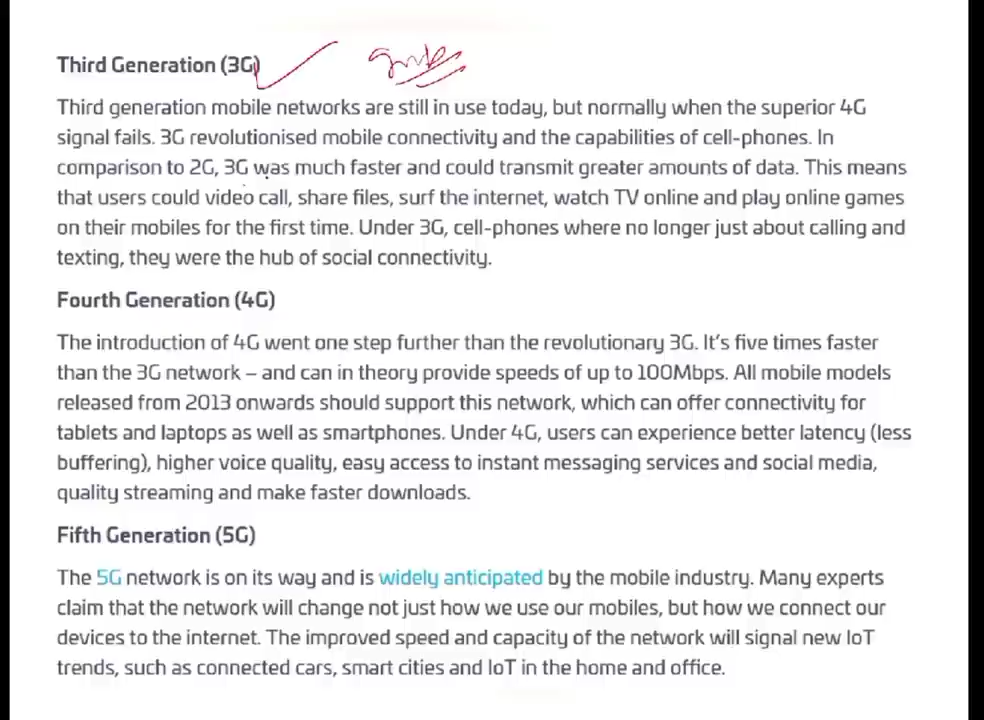 Third Generation (3G)
Third generation mobile networks are still in use today, but normally when the superior 4G
signal fails. 3G revolutionised mobile connectivity and the capabilities of cell-phones. In
comparison to 2G, 3G was much faster and could transmit greater amounts of data. This means
that users could video call, share files, surf the internet, watch TV online and play online games
on their mobiles for the first time. Under 3G, cell-phones where no longer just about calling and
texting, they were the hub of social connectivity.
Fourth Generation (4G)
The introduction of 4G went one step further than the revolutionary 3G. It's five times faster
than the 3G network – and can in theory provide speeds of up to 100Mbps. All mobile models
released from 2013 onwards should support this network, which can offer connectivity for
tablets and laptops as well as smartphones. Under 4G, users can experience better latency (less
buffering), higher voice quality, easy access to instant messaging services and social media,
quality streaming and make faster downloads.
Fifth Generation (5G)
The 5G network is on its way and is widely anticipated by the mobile industry. Many experts
claim that the network will change not just how we use our mobiles, but how we connect our
devices to the internet. The improved speed and capacity of the network will signal new IoT
trends, such as connected cars, smart cities and IoT in the home and office.